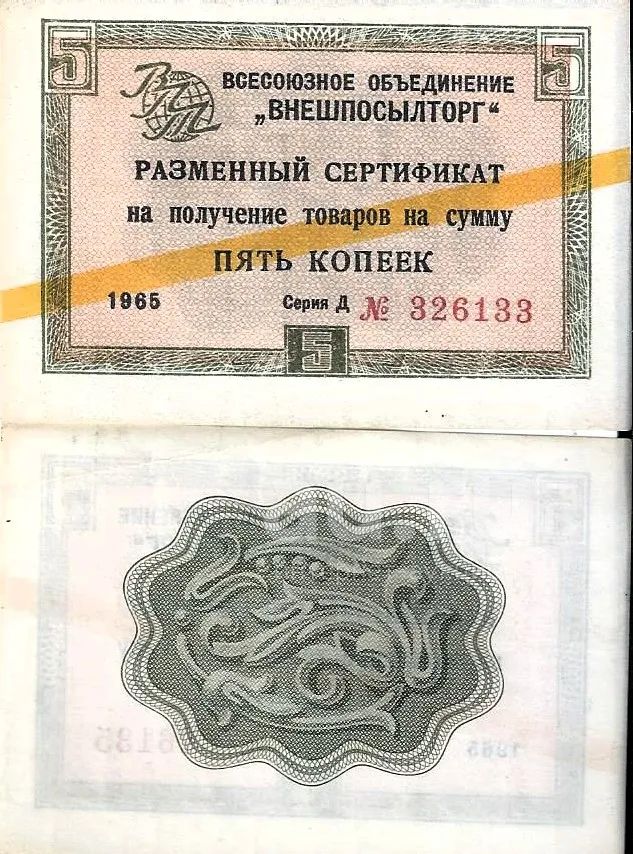 5 5
ВПТ
ВСЕСОЮЗНОЕ ОБЪЕДИНЕНИЕ
„ВНЕШПОСЫЛТОРГ“
РАЗМЕННЫЙ СЕРТИФИКАТ
на получение товаров на сумму
ПЯТЬ КОПЕЕК
1965 Серия Д № 326133
5